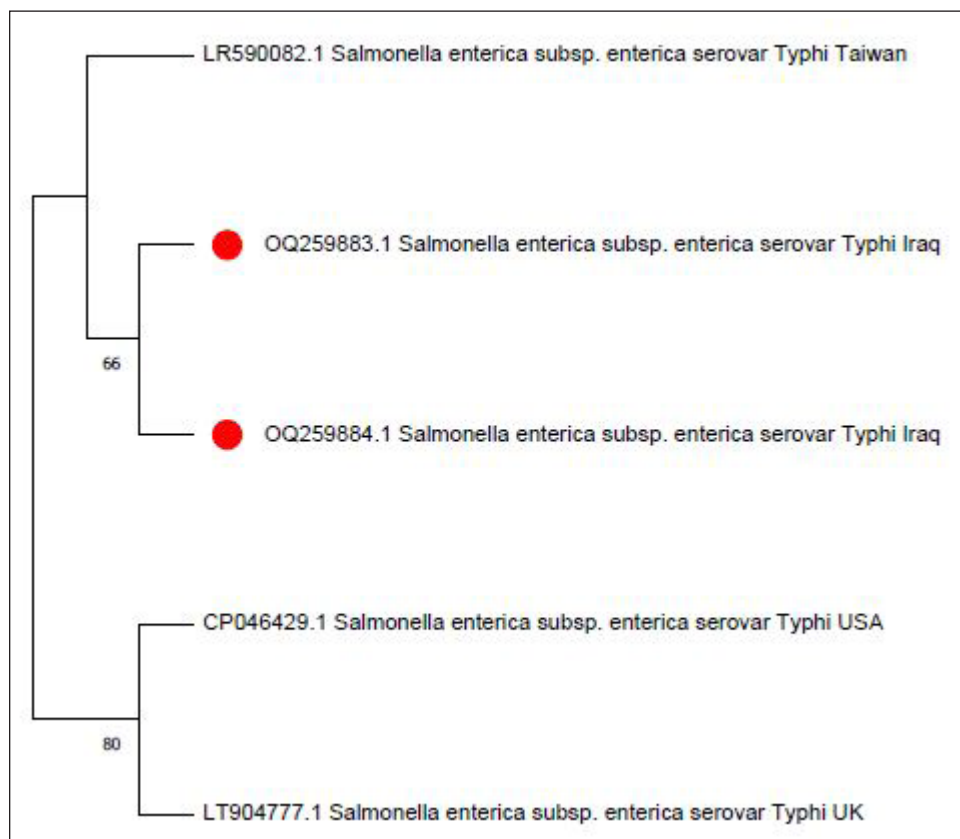 LR590082.1 Salmonella enterica subsp. enterica serovar Typhi Taiwan
OQ259883.1 Salmonella enterica subsp. enterica serovar Typhi Iraq
66
OQ259884.1 Salmonella enterica subsp. enterica serovar Typhi Iraq
CP046429.1 Salmonella enterica subsp. enterica serovar Typhi USA
80
LT904777.1 Salmonella enterica subsp. enterica serovar Typhi UK